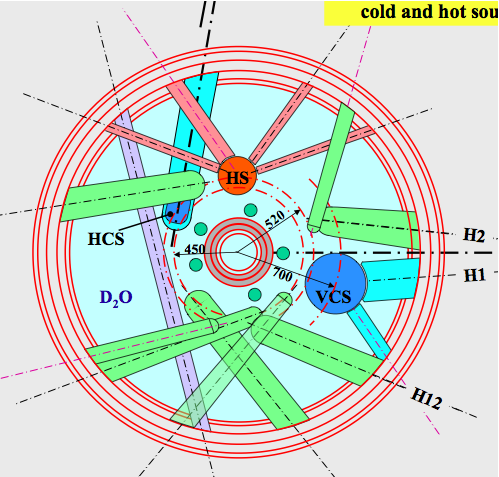 cold and hot sou
HS
520
HCS
450
H2
H1
700
VCS
D₂O
H12